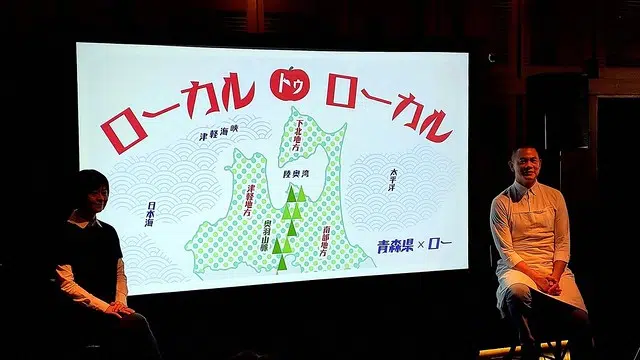 ローカル トゥ ローカル
津軽海峡
下北地方
陸奥湾
太平洋
日本海
津軽地方
奥羽山脈
南部地方
青森県×ロー